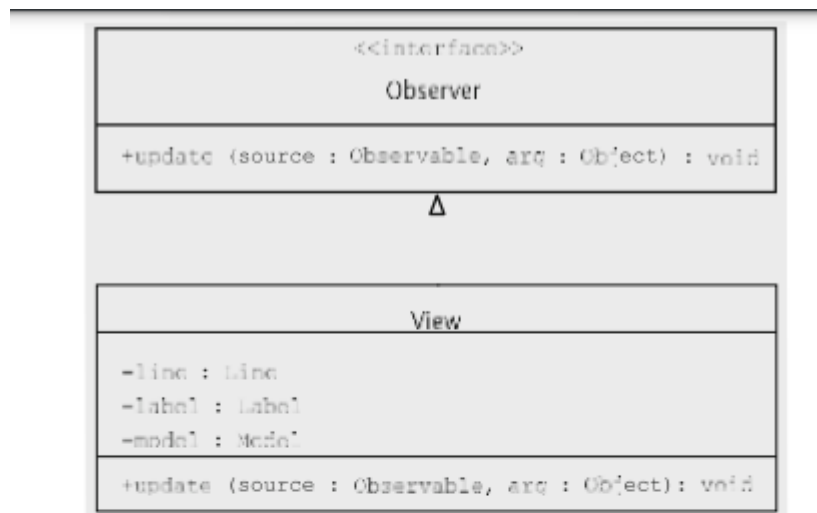 <<interface>>
Observer
+update (source : Observable, arg : Object) : void
View
-line : Line
-label : Label
-model : Model
+update (source : Observable, arg : Object): void